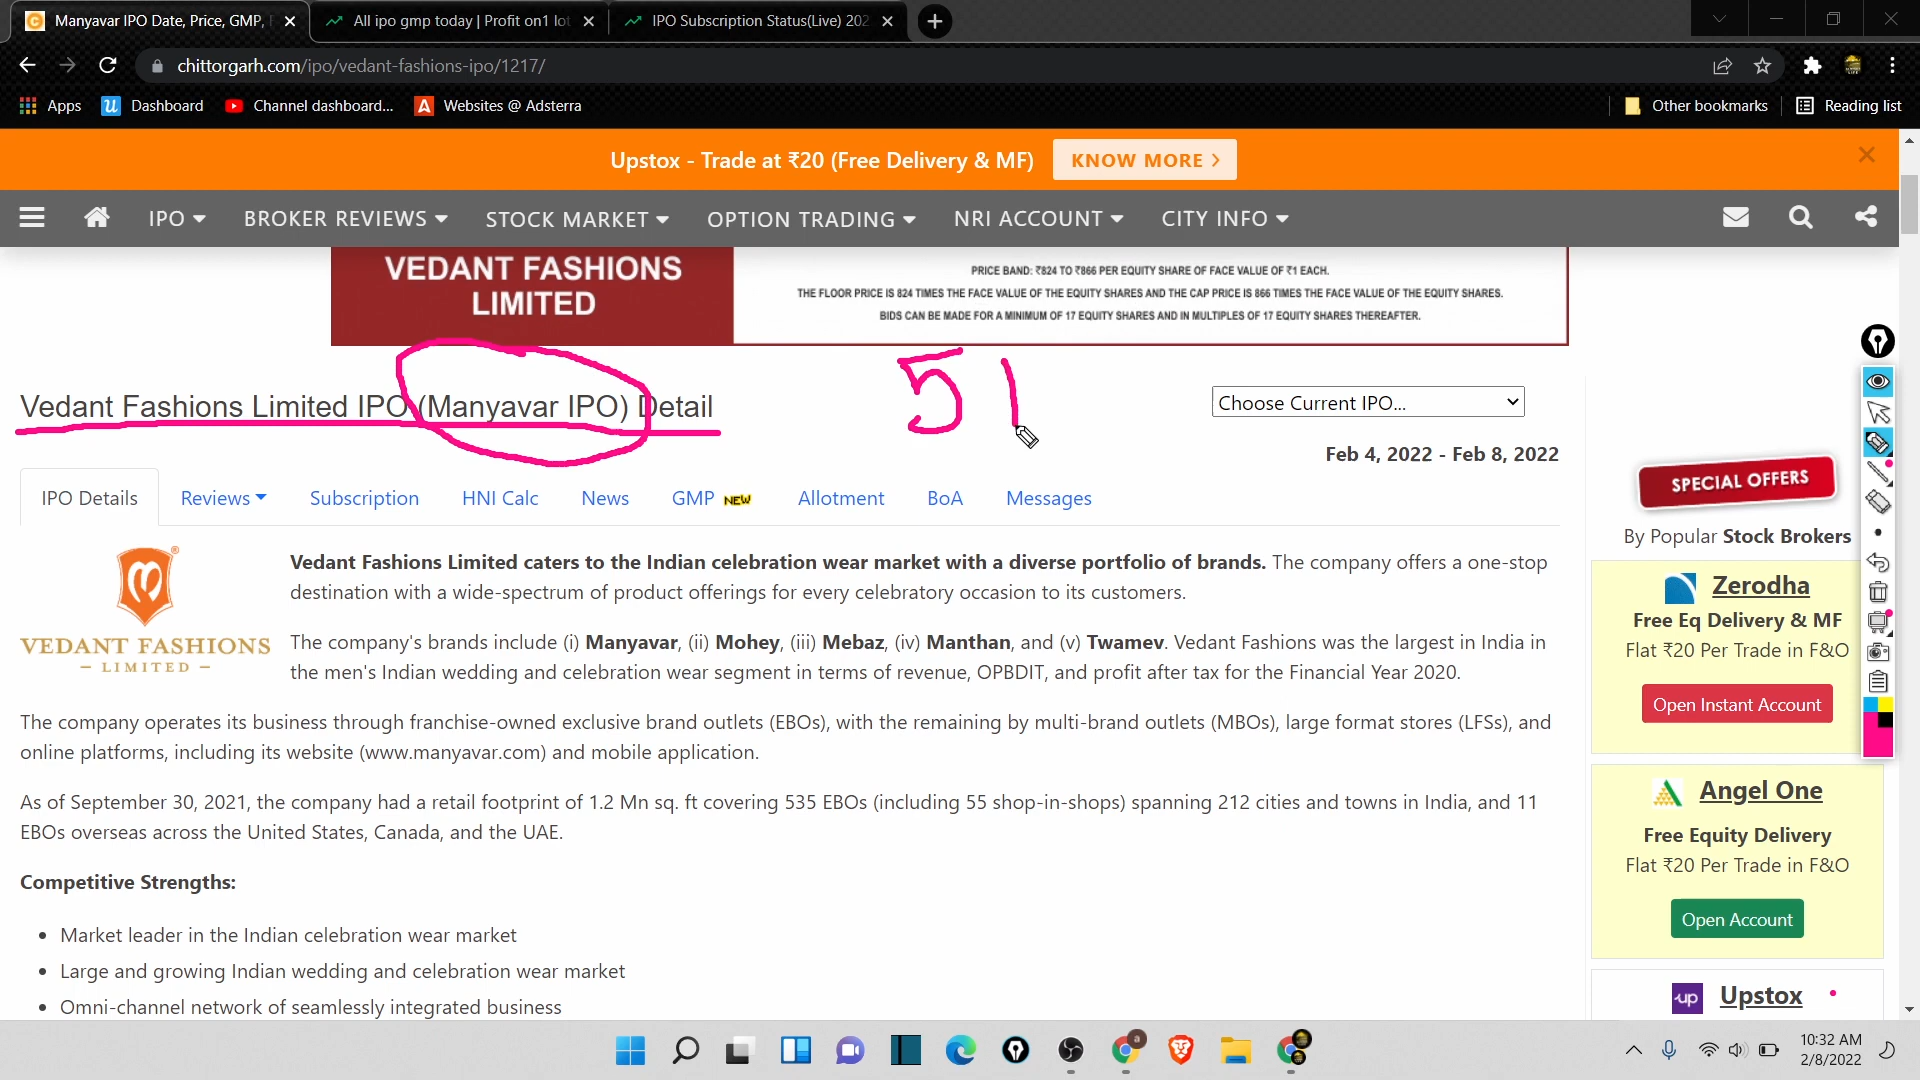 Manyavar IPO Date, Price, GMP,
All ipo gmp today | Profit on1 lot
IPO Subscription Status(Live) 202
chittorgarh.com/ipo/vedant-fashions-ipo/1217/
Apps
Dashboard
Channel dashboard...
Websites @ Adsterra
Other bookmarks
Reading list
Upstox - Trade at ₹20 (Free Delivery & MF)
KNOW MORE
IPO
BROKER REVIEWS
STOCK MARKET
OPTION TRADING
NRI ACCOUNT
CITY INFO
VEDANT FASHIONS
LIMITED
PRICE BAND: ₹824 TO ₹866 PER EQUITY SHARE OF FACE VALUE OF ₹1 EACH.
THE FLOOR PRICE IS 824 TIMES THE FACE VALUE OF THE EQUITY SHARES AND THE CAP PRICE IS 866 TIMES THE FACE VALUE OF THE EQUITY SHARES.
BIDS CAN BE MADE FOR A MINIMUM OF 17 EQUITY SHARES AND IN MULTIPLES OF 17 EQUITY SHARES THEREAFTER.
51
Vedant Fashions Limited IPO (Manyavar IPO) Detail
Choose Current IPO...
Feb 4, 2022 - Feb 8, 2022
IPO Details
Reviews
Subscription
HNI Calc
News
GMP NEW
Allotment
BoA
Messages
VEDANT FASHIONS
– LIMITED –
Vedant Fashions Limited caters to the Indian celebration wear market with a diverse portfolio of brands. The company offers a one-stop
destination with a wide-spectrum of product offerings for every celebratory occasion to its customers.
The company's brands include (i) Manyavar, (ii) Mohey, (iii) Mebaz, (iv) Manthan, and (v) Twamev. Vedant Fashions was the largest in India in
the men's Indian wedding and celebration wear segment in terms of revenue, OPBDIT, and profit after tax for the Financial Year 2020.
The company operates its business through franchise-owned exclusive brand outlets (EBOs), with the remaining by multi-brand outlets (MBOs), large format stores (LFSs), and
online platforms, including its website (www.manyavar.com) and mobile application.
As of September 30, 2021, the company had a retail footprint of 1.2 Mn sq. ft covering 535 EBOs (including 55 shop-in-shops) spanning 212 cities and towns in India, and 11
EBOs overseas across the United States, Canada, and the UAE.
Competitive Strengths:
• Market leader in the Indian celebration wear market
• Large and growing Indian wedding and celebration wear market
• Omni-channel network of seamlessly integrated business
SPECIAL OFFERS
By Popular Stock Brokers
Zerodha
Free Eq Delivery & MF
Flat ₹20 Per Trade in F&O
Open Instant Account
Angel One
Free Equity Delivery
Flat ₹20 Per Trade in F&O
Open Account
up
Upstox
10:32 AM
2/8/2022